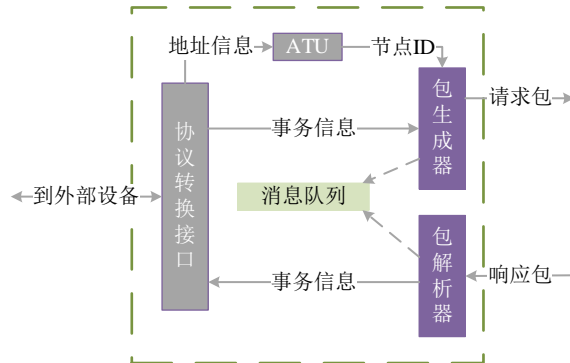 地址信息
ATU
节点ID
包生成器
请求包
事务信息
协议转换接口
到外部设备
消息队列
包解析器
响应包
事务信息